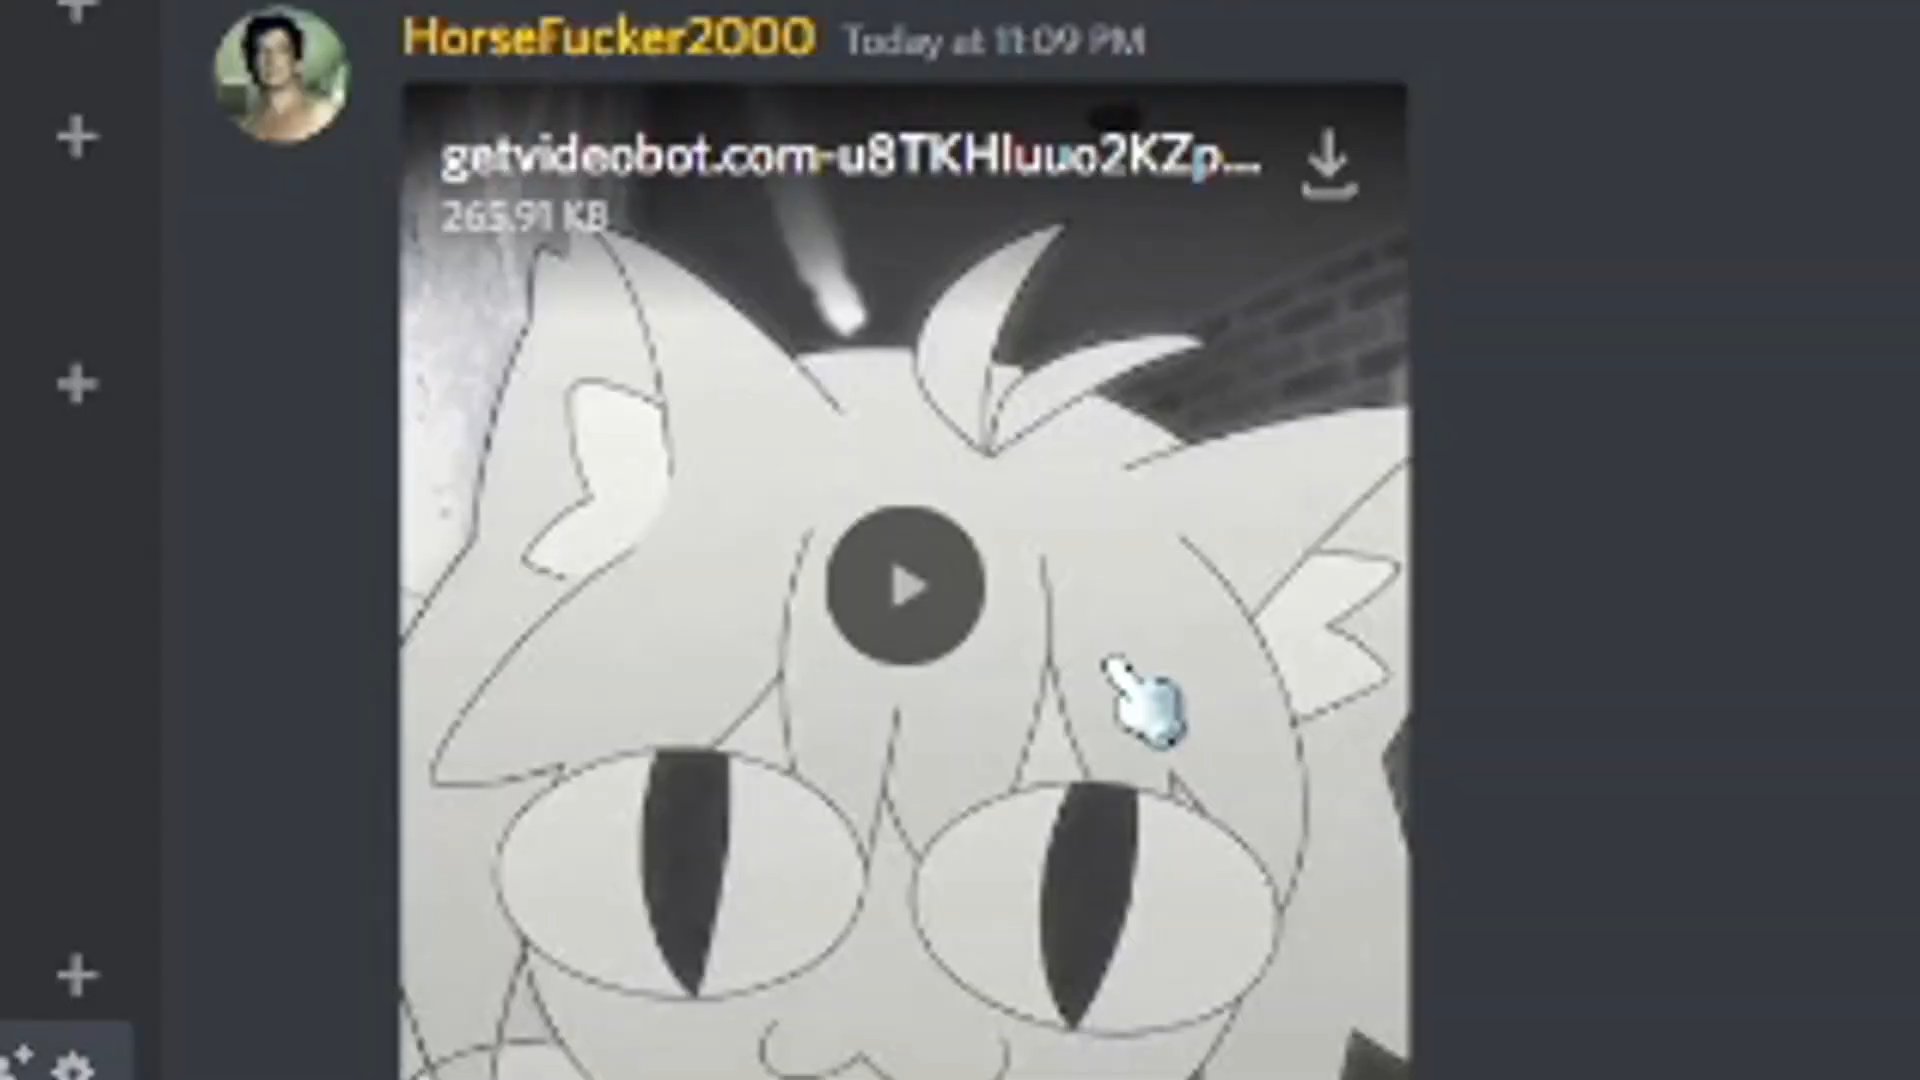 HorseFucker2000 Today at 11:09 PM
getvideobot.com-u8TKHluuo2KZp...
265.91 KB